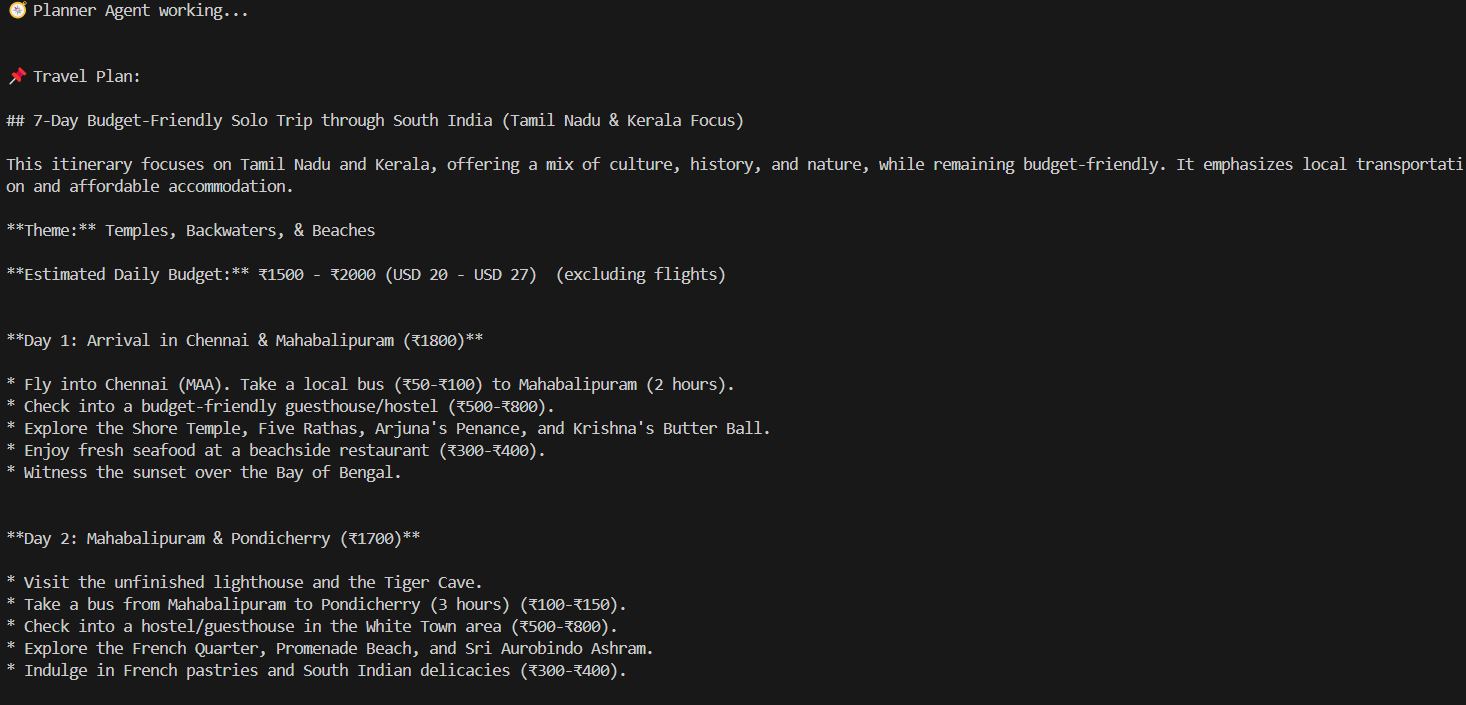 🧭 Planner Agent working...
📌 Travel Plan:
## 7-Day Budget-Friendly Solo Trip through South India (Tamil Nadu & Kerala Focus)
This itinerary focuses on Tamil Nadu and Kerala, offering a mix of culture, history, and nature, while remaining budget-friendly. It emphasizes local transportati
on and affordable accommodation.
**Theme:** Temples, Backwaters, & Beaches
**Estimated Daily Budget:** ₹1500 - ₹2000 (USD 20 - USD 27)  (excluding flights)
**Day 1: Arrival in Chennai & Mahabalipuram (₹1800)**
* Fly into Chennai (MAA). Take a local bus (₹50-₹100) to Mahabalipuram (2 hours).
* Check into a budget-friendly guesthouse/hostel (₹500-₹800).
* Explore the Shore Temple, Five Rathas, Arjuna's Penance, and Krishna's Butter Ball.
* Enjoy fresh seafood at a beachside restaurant (₹300-₹400).
* Witness the sunset over the Bay of Bengal.
**Day 2: Mahabalipuram & Pondicherry (₹1700)**
* Visit the unfinished lighthouse and the Tiger Cave.
* Take a bus from Mahabalipuram to Pondicherry (3 hours) (₹100-₹150).
* Check into a hostel/guesthouse in the White Town area (₹500-₹800).
* Explore the French Quarter, Promenade Beach, and Sri Aurobindo Ashram.
* Indulge in French pastries and South Indian delicacies (₹300-₹400).